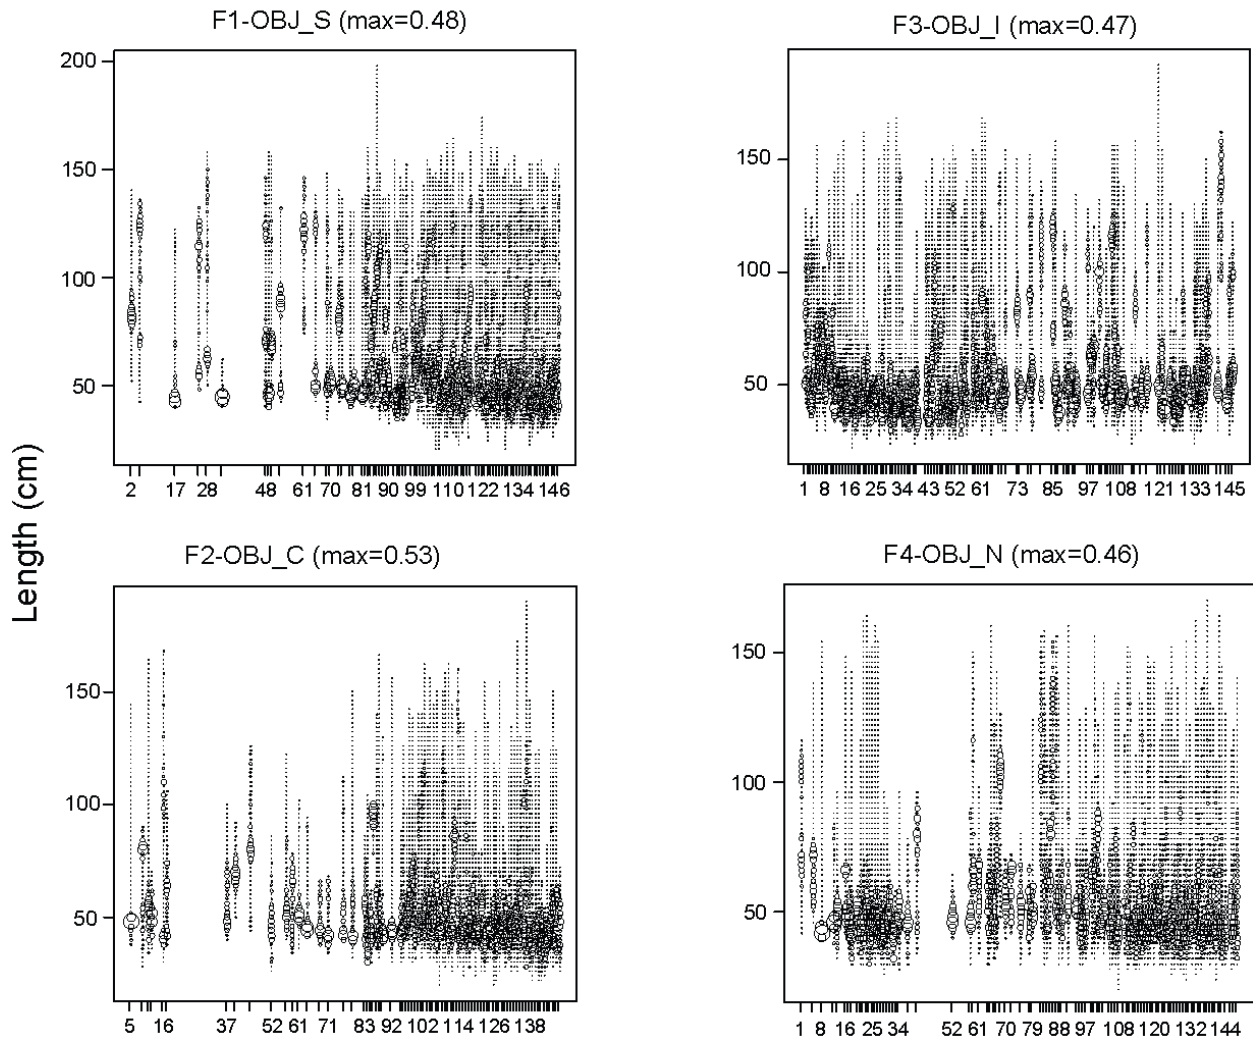 F1-OBJ_S (max=0.48)
200
150
100
50
2 17 28 48 61 70 81 90 99 110 122 134 146
F3-OBJ_I (max=0.47)
150
100
50
1 8 16 25 34 43 52 61 73 85 97 108 121 133 145
Length (cm)
F2-OBJ_C (max=0.53)
150
100
50
5 16 37 52 61 71 83 92 102 114 126 138
F4-OBJ_N (max=0.46)
150
100
50
1 8 16 25 34 52 61 70 79 88 108 120 132 144